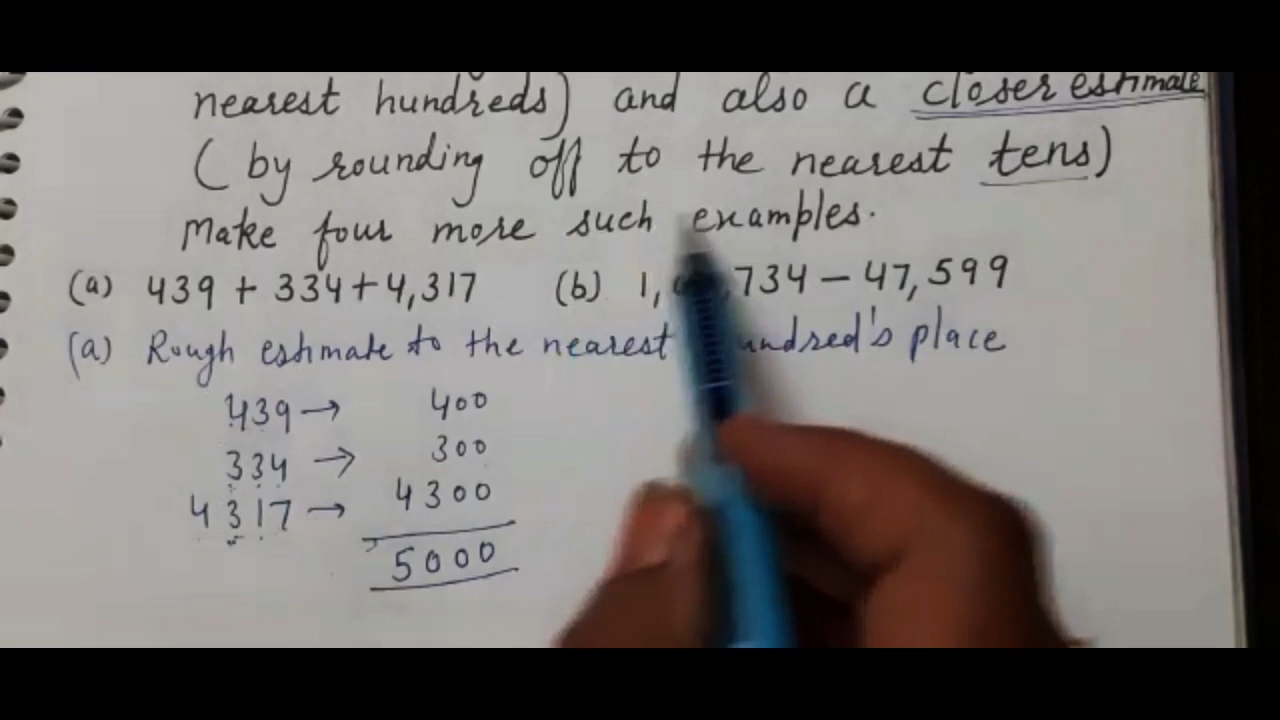 nearest hundreds) and also a closer estimate
(by rounding off to the nearest tens)
Make four more such examples.
(a) 439 + 334 + 4,317 (b) 1, ,734 – 47,599
(a) Rough estimate to the nearest hundred's place
439 → 400
334 → 300
4317 → 4300
5000